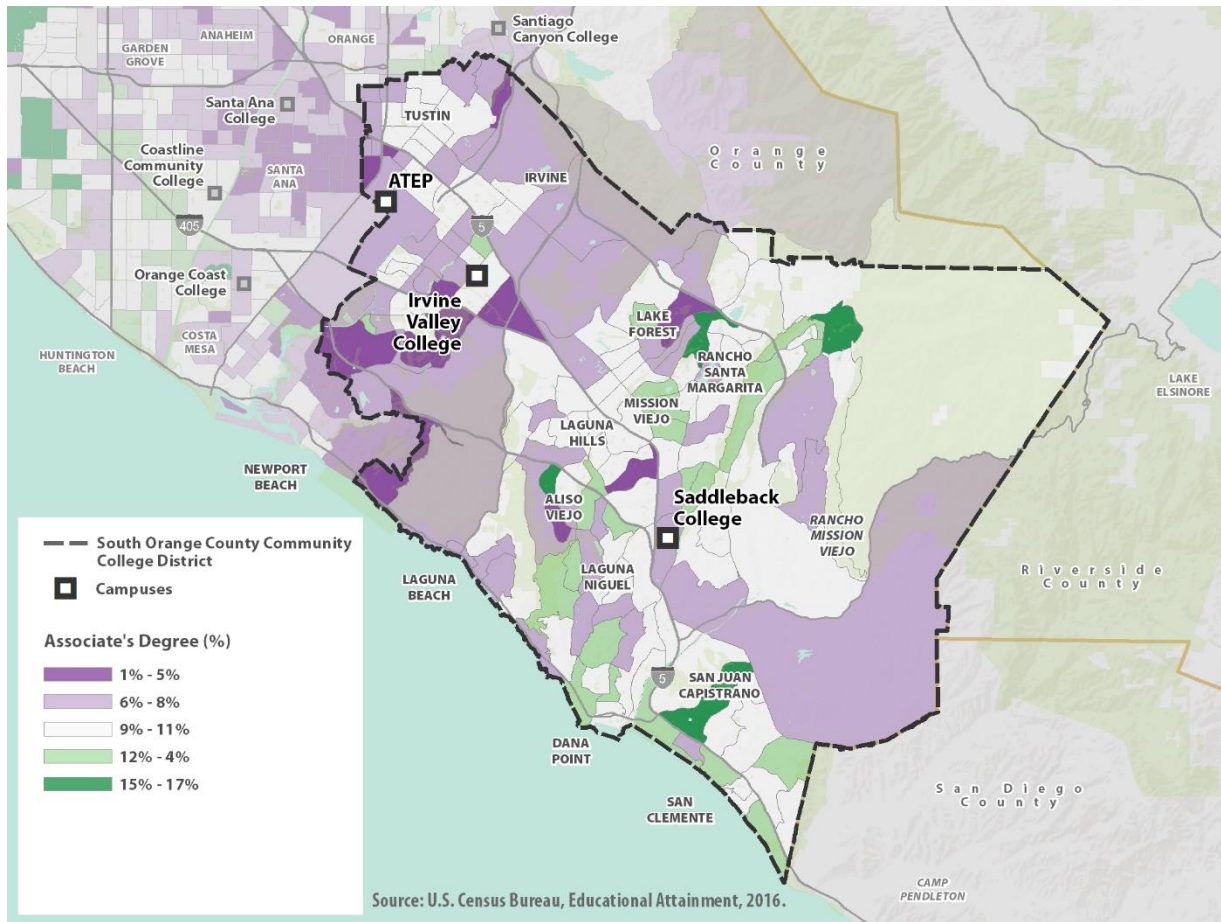 Santiago
Canyon College
ANAHEIM
ORANGE
GARDEN
GROVE
Santa Ana
College
TUSTIN
Coastline
Community
College
SANTA
ANA
ATEP
IRVINE
Orange
County
405
5
Orange Coast
College
Irvine
Valley
College
LAKE
FOREST
COSTA
MESA
HUNTINGTON
BEACH
RANCHO
SANTA
MARGARITA
LAKE
ELSINORE
MISSION
VIEJO
LAGUNA
HILLS
NEWPORT
BEACH
ALISO
VIEJO
Saddleback
College
RANCHO
MISSION
VIEJO
LAGUNA
NIGUEL
Riverside
County
LAGUNA
BEACH
5
SAN JUAN
CAPISTRANO
DANA
POINT
SAN
CLEMENTE
San Diego
County
CAMP
PENDLETON
South Orange County Community
College District
Campuses
Associate's Degree (%)
1% - 5%
6% - 8%
9% - 11%
12% - 4%
15% - 17%
Source: U.S. Census Bureau, Educational Attainment, 2016.